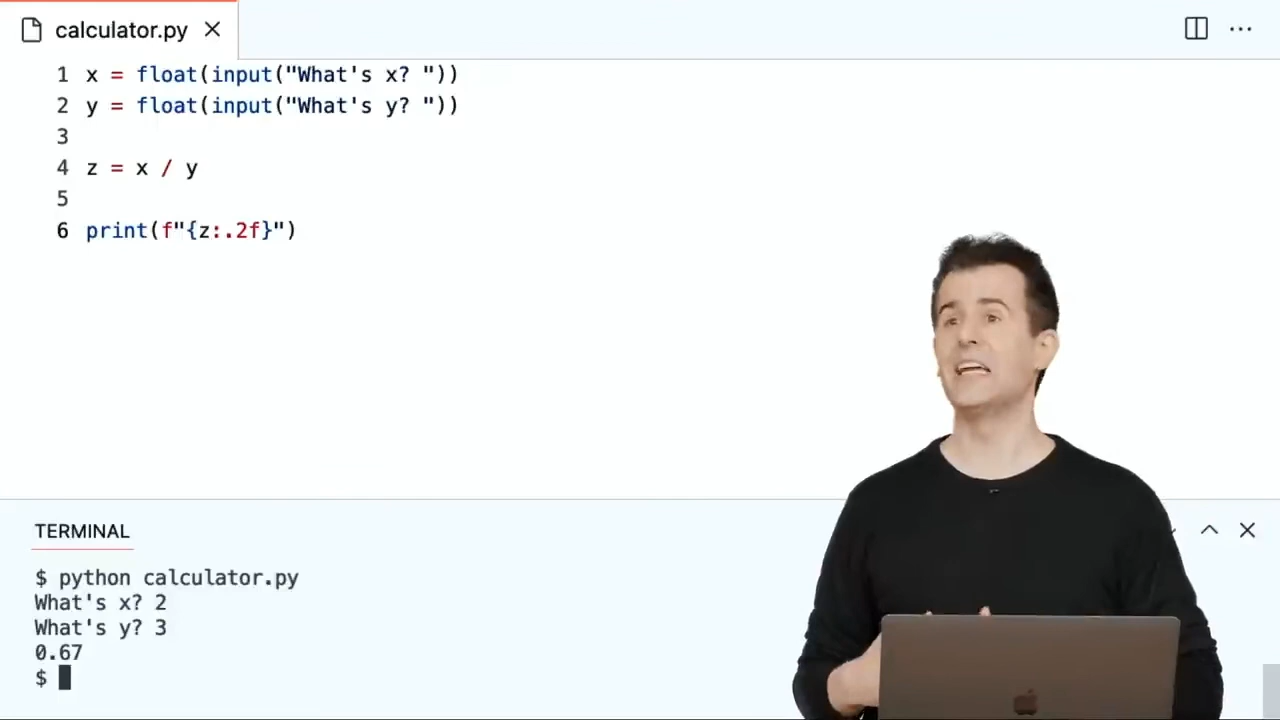 calculator.py
1 x = float(input("What's x? "))
2 y = float(input("What's y? "))
3
4 z = x / y
5
6 print(f"{z:.2f}")
TERMINAL
$ python calculator.py
What's x? 2
What's y? 3
0.67
$